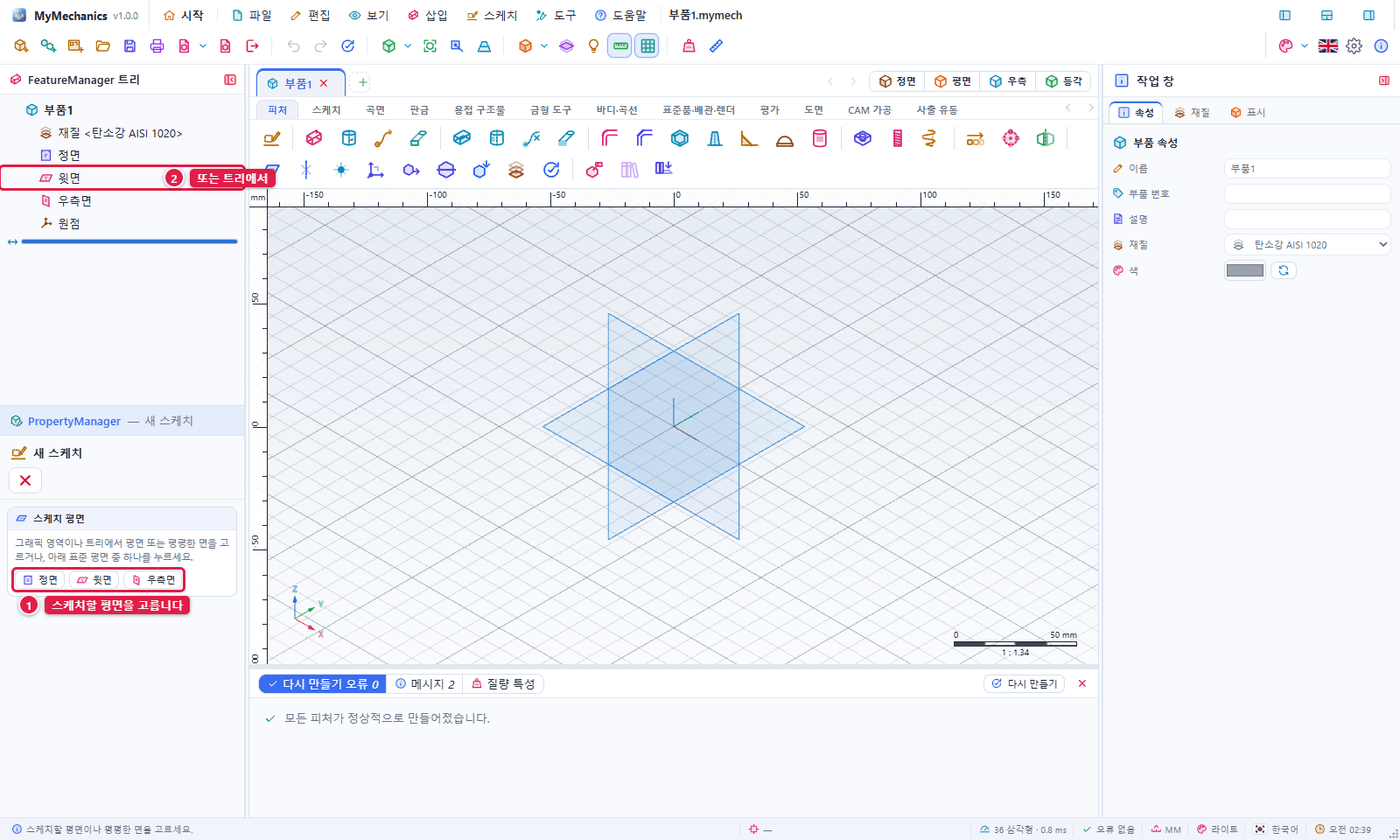 MyMechanics v1.0.0
시작 파일 편집 보기 삽입 스케치 도구 도움말 부품1.mymech
FeatureManager 트리
부품1
재질 <탄소강 AISI 1020>
정면
윗면
2 또는 트리에서
우측면
원점
PropertyManager — 새 스케치
새 스케치
스케치 평면
그래픽 영역이나 트리에서 평면 또는 평평한 면을 고
르거나, 아래 표준 평면 중 하나를 누르세요.
정면 윗면 우측면
1 스케치할 평면을 고릅니다
부품1
정면 평면 우측 등각
피처 스케치 곡면 판금 용접 구조물 금형 도구 바디·곡선 표준품·배관·렌더 평가 도면 CAM 가공 사출 유동
mm -150 -100 -50 0 50 100 150
50
0
-50
Z
Y
X
0 50 mm
1 : 1.34
다시 만들기 오류 0 메시지 2 질량 특성 다시 만들기
모든 피처가 정상적으로 만들어졌습니다.
작업 창
속성 재질 표시
부품 속성
이름 부품1
부품 번호
설명
재질 탄소강 AISI 1020
색
스케치할 평면이나 평평한 면을 고르세요. — 36 삼각형 · 0.8 ms 오류 없음 MM 라이트 한국어 오전 02:39